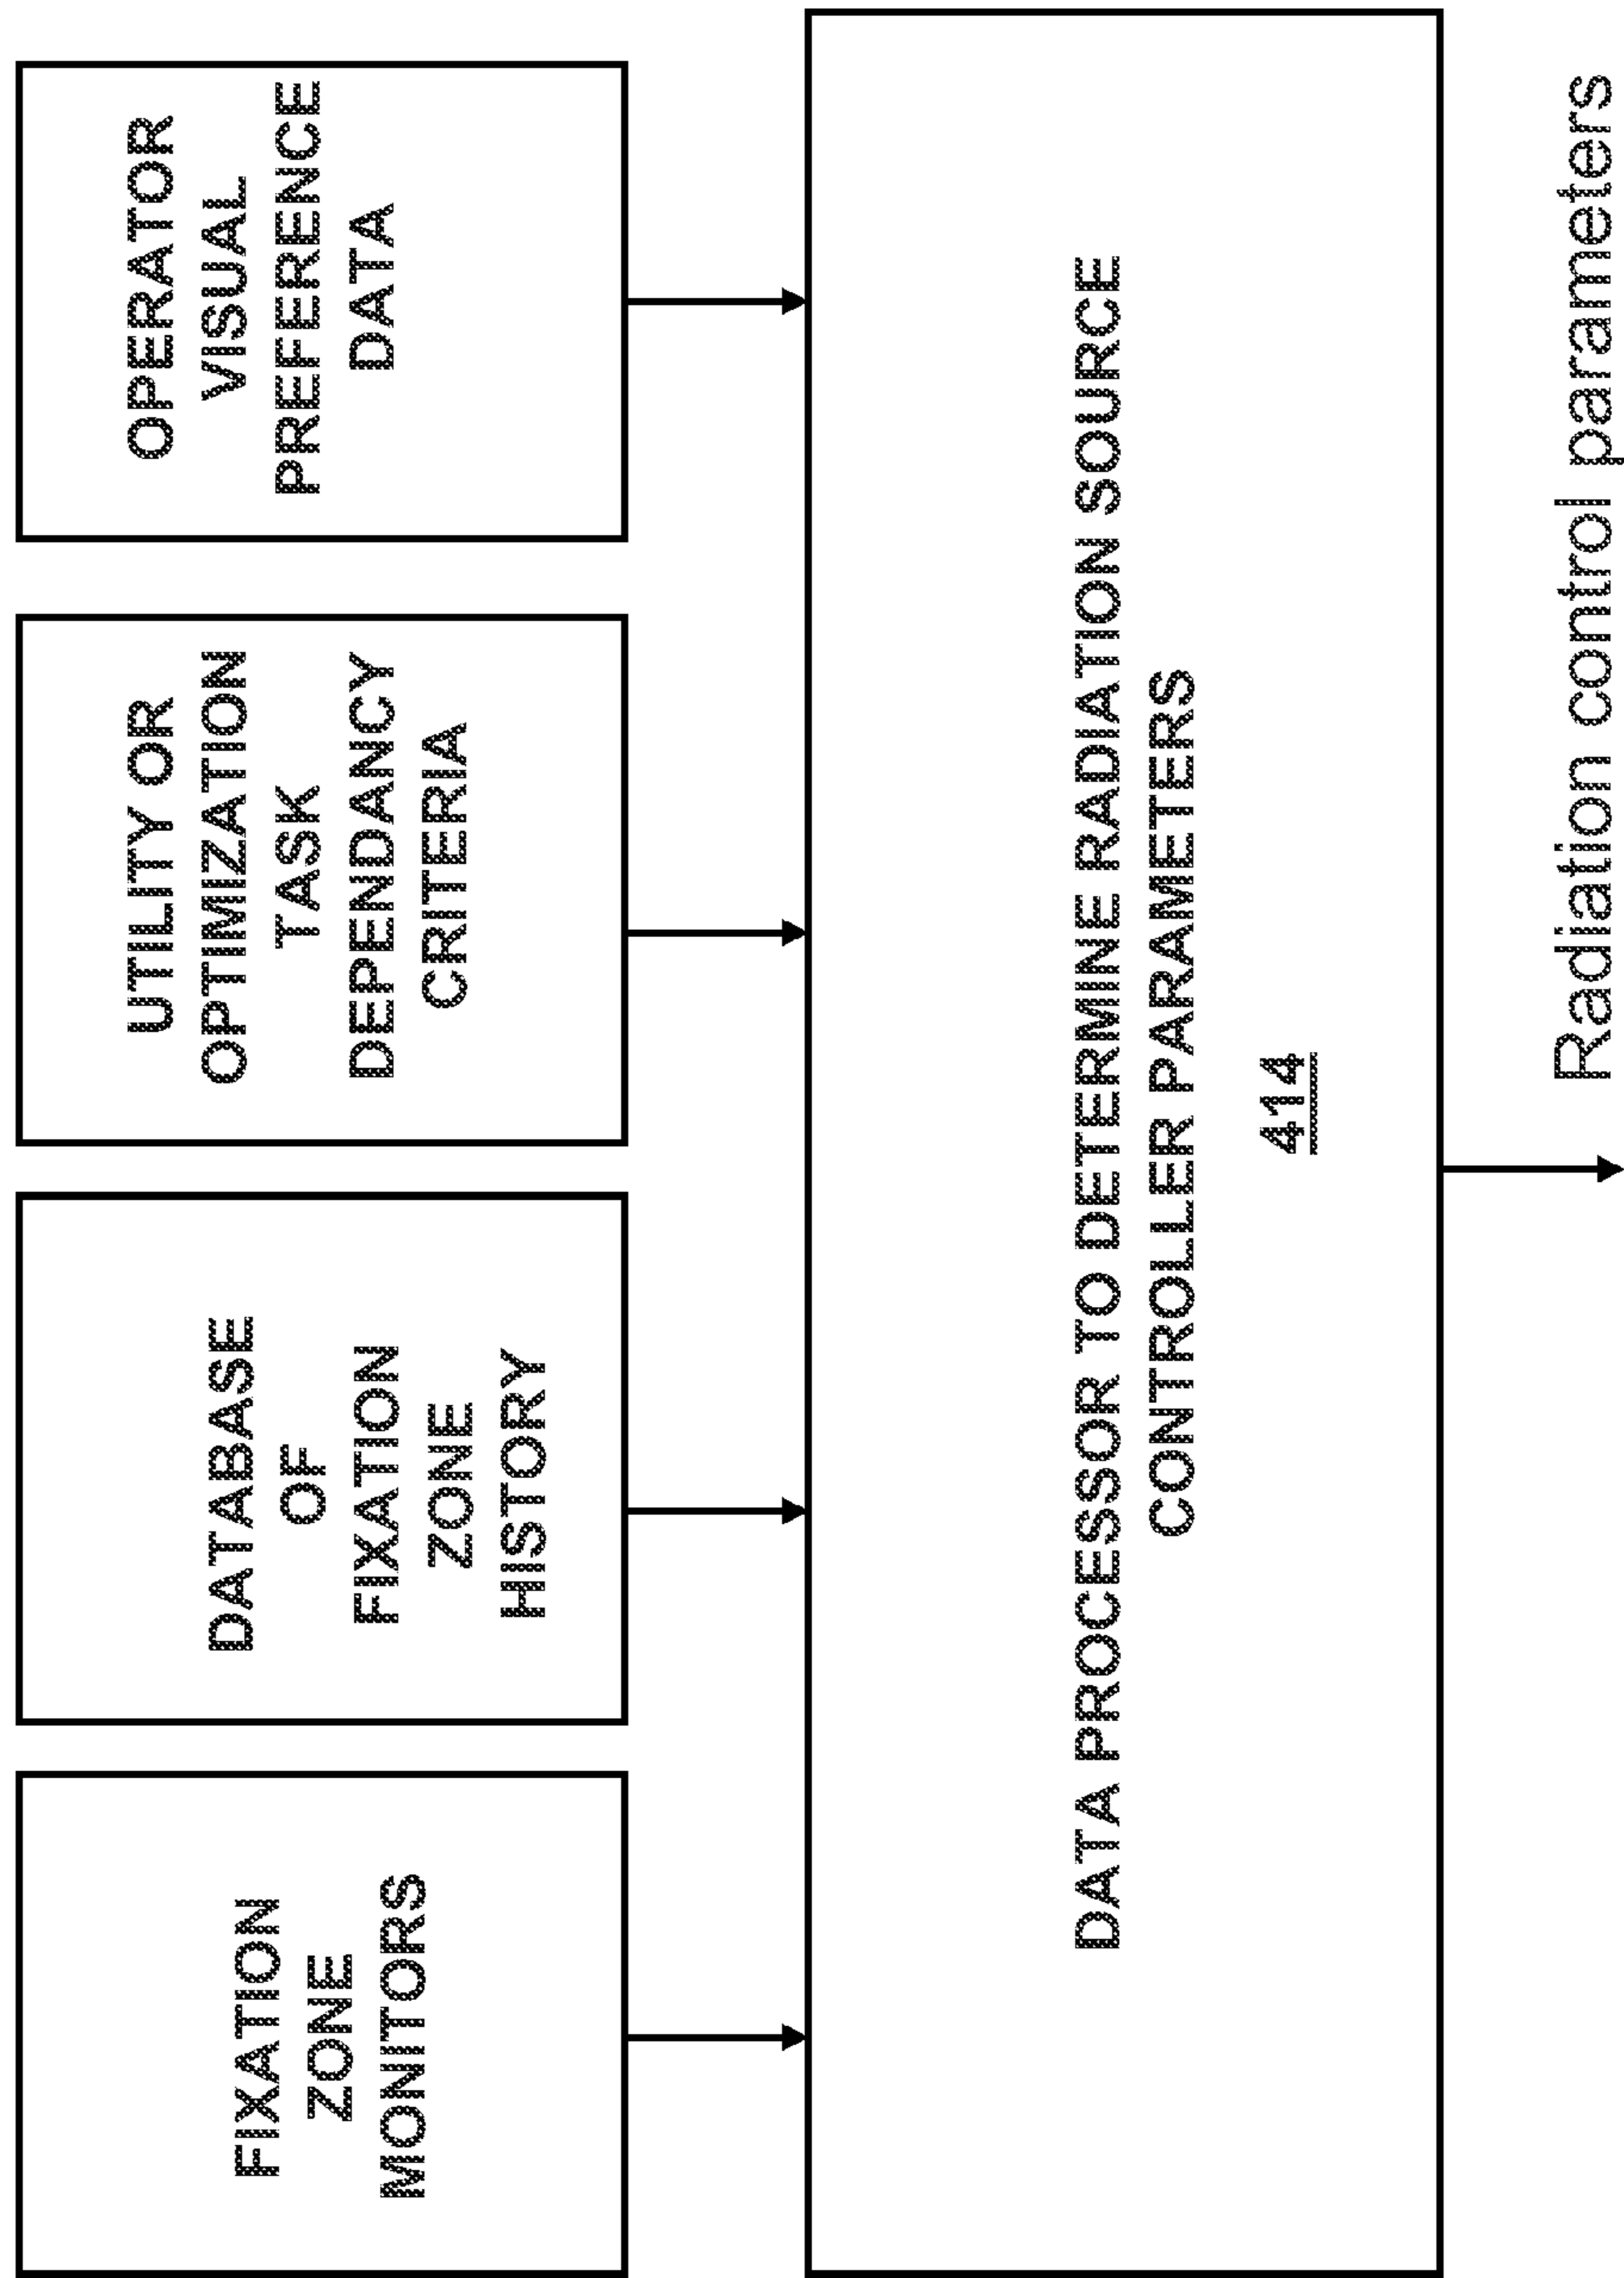 FIXATION
ZONE
MONITORS
DATABASE
OF
FIXATION
ZONE
HISTORY
UTILITY OR
OPTIMIZATION
TASK
DEPENDANCY
CRITERIA
OPERATOR
VISUAL
PREFERENCE
DATA
DATA PROCESSOR TO DETERMINE RADIATION SOURCE
CONTROLLER PARAMETERS
414
Radiation control parameters